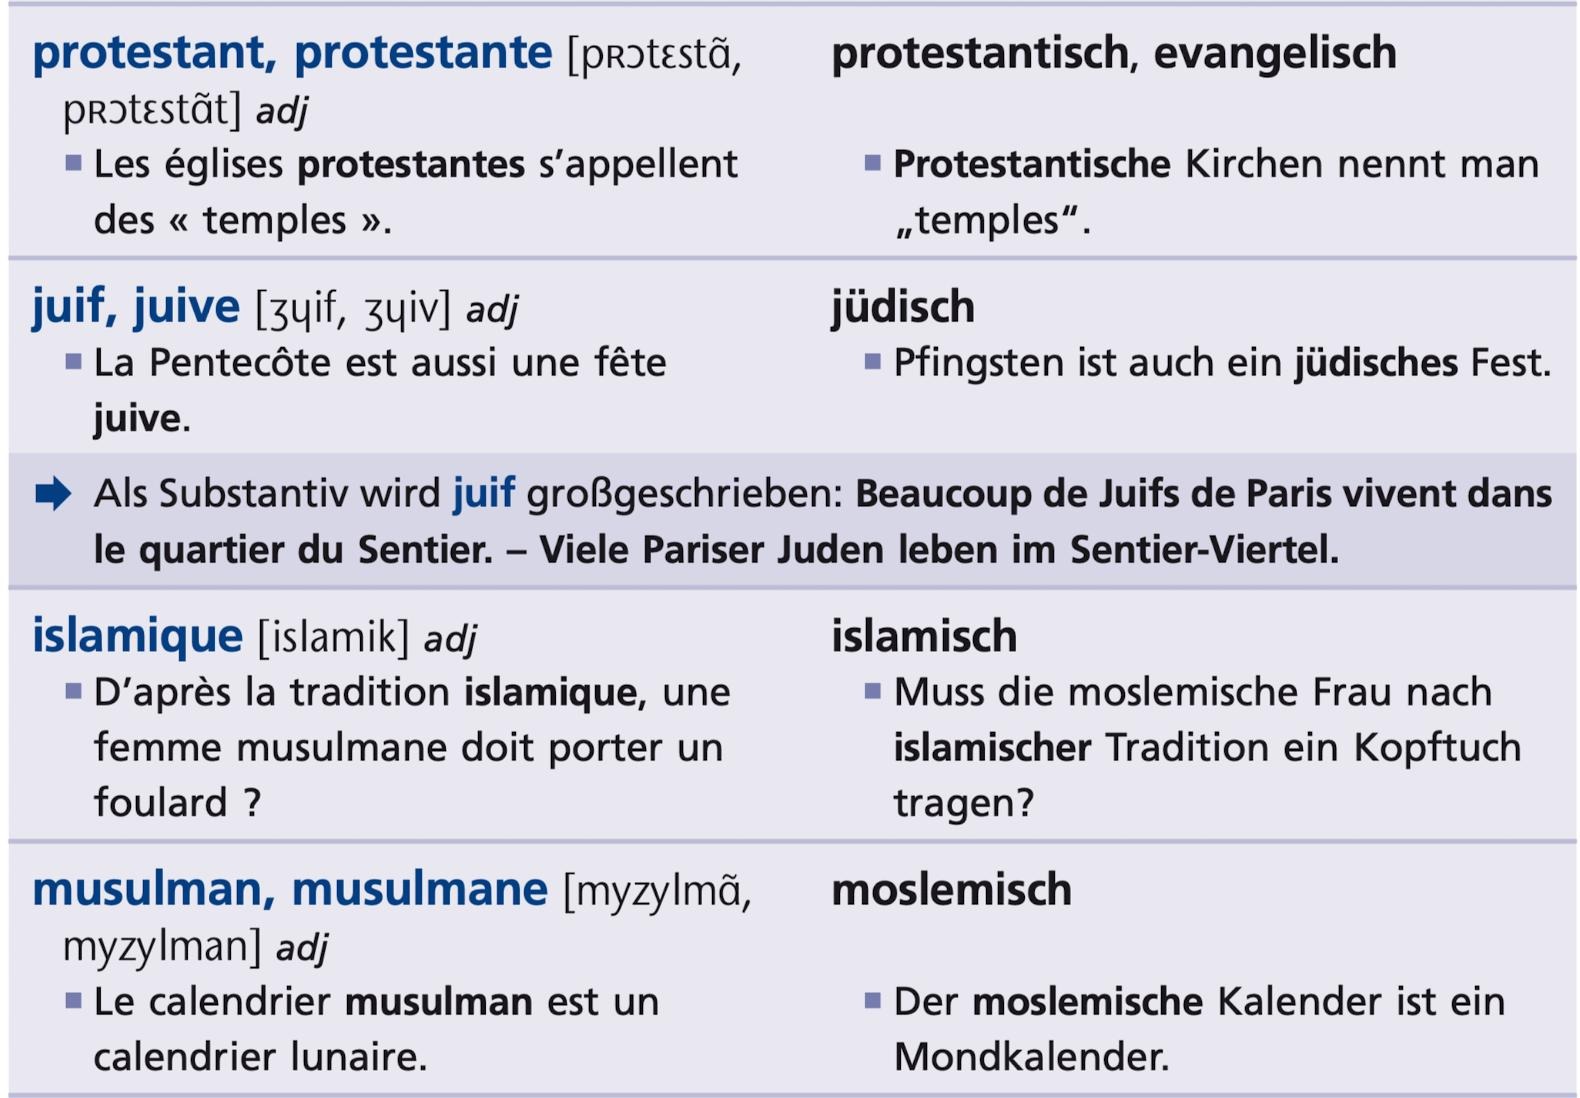 protestant, protestante [pʀɔtɛstɑ̃,
pʀɔtɛstɑ̃t] adj
protestantisch, evangelisch
■ Les églises protestantes s’appellent
des « temples ».
■ Protestantische Kirchen nennt man
„temples“.
juif, juive [ʒɥif, ʒɥiv] adj
jüdisch
■ La Pentecôte est aussi une fête
juive.
■ Pfingsten ist auch ein jüdisches Fest.
➡ Als Substantiv wird juif großgeschrieben: Beaucoup de Juifs de Paris vivent dans
le quartier du Sentier. – Viele Pariser Juden leben im Sentier-Viertel.
islamique [islamik] adj
islamisch
■ D’après la tradition islamique, une
femme musulmane doit porter un
foulard ?
■ Muss die moslemische Frau nach
islamischer Tradition ein Kopftuch
tragen?
musulman, musulmane [myzylmɑ̃,
myzylman] adj
moslemisch
■ Le calendrier musulman est un
calendrier lunaire.
■ Der moslemische Kalender ist ein
Mondkalender.